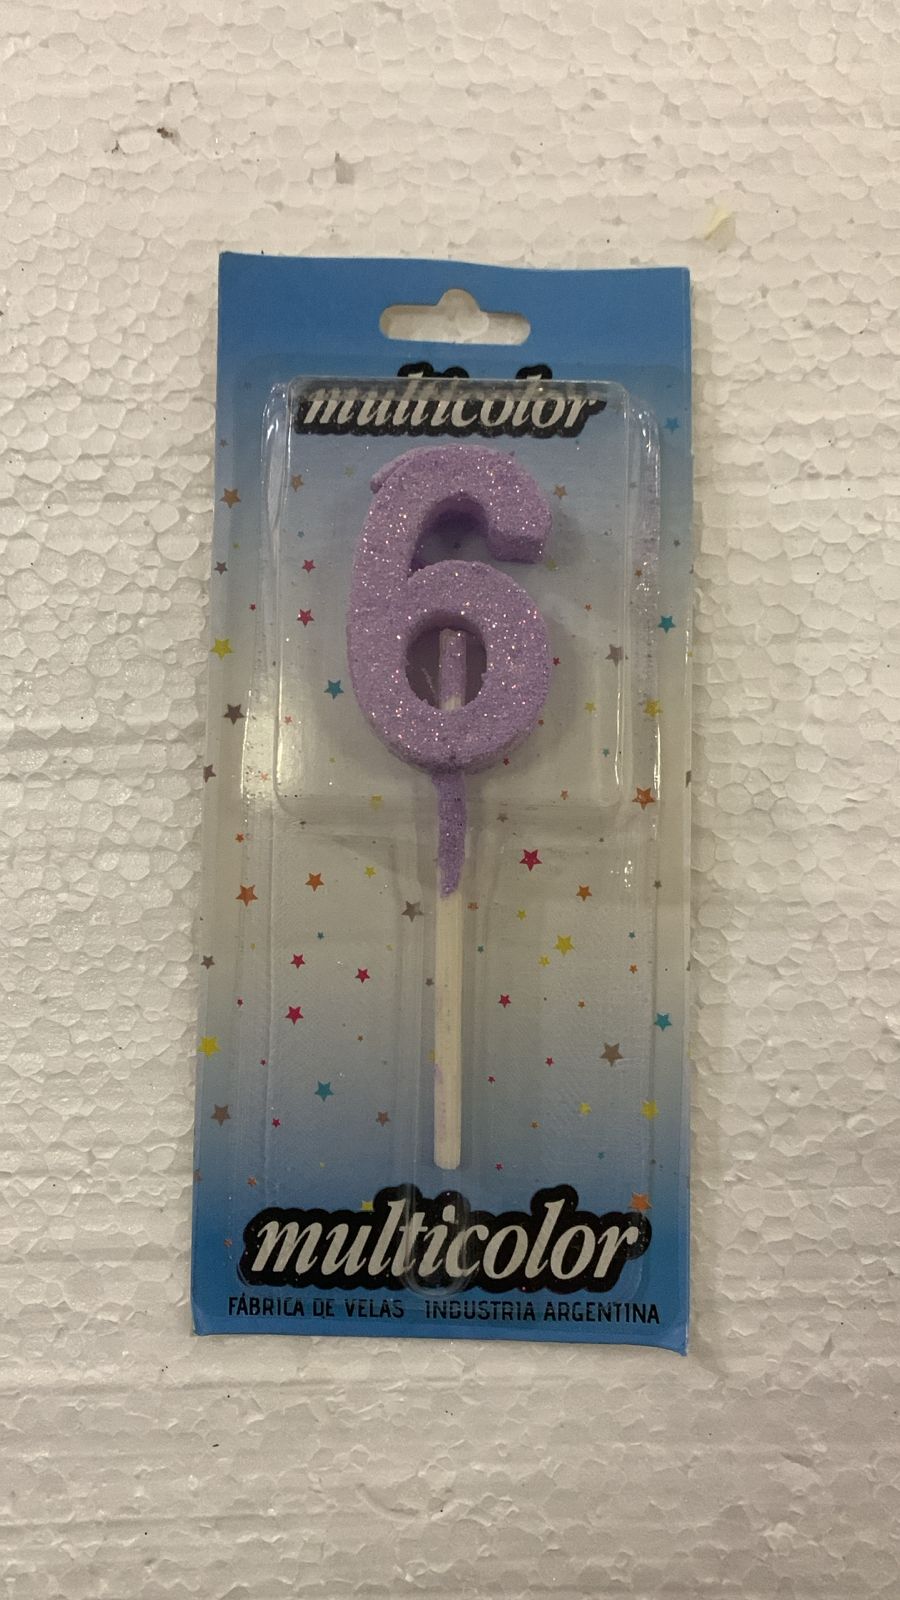 multicolor
6
multicolor
FÁBRICA DE VELAS INDUSTRIA ARGENTINA